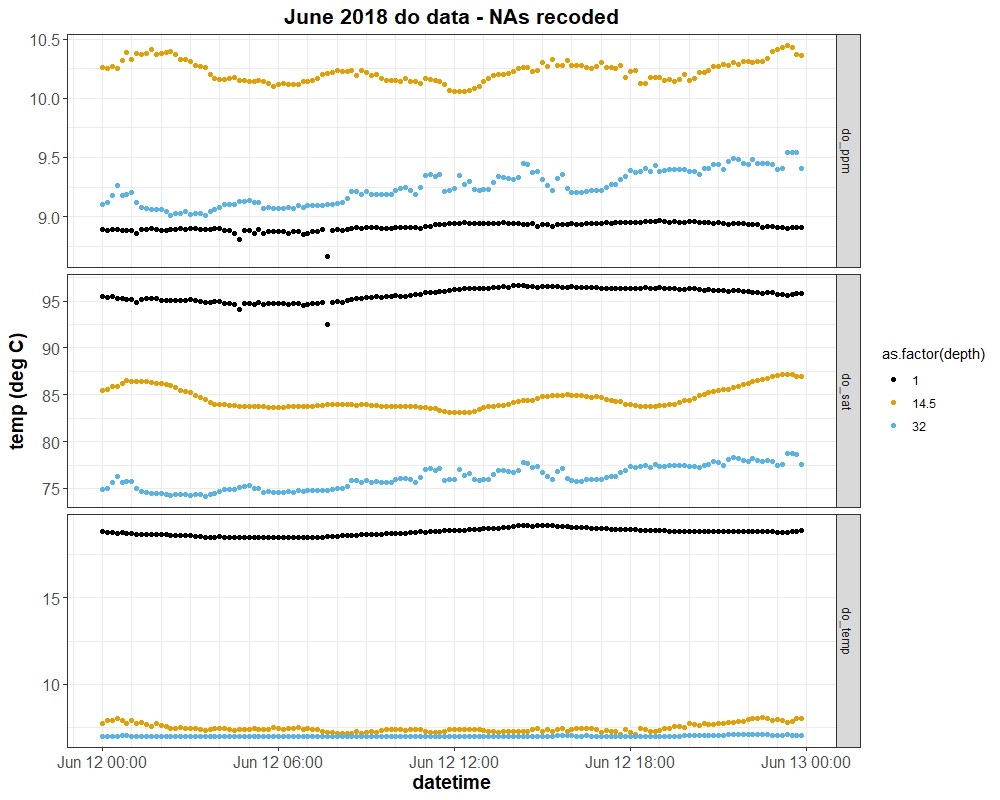 June 2018 do data - NAs recoded
temp (deg C)
10.5
10.0
9.5
9.0
do_ppm
95
90
85
80
75
do_sat
15
10
do_temp
Jun 12 00:00 Jun 12 06:00 Jun 12 12:00 Jun 12 18:00 Jun 13 00:00
datetime
as.factor(depth)
1
14.5
32